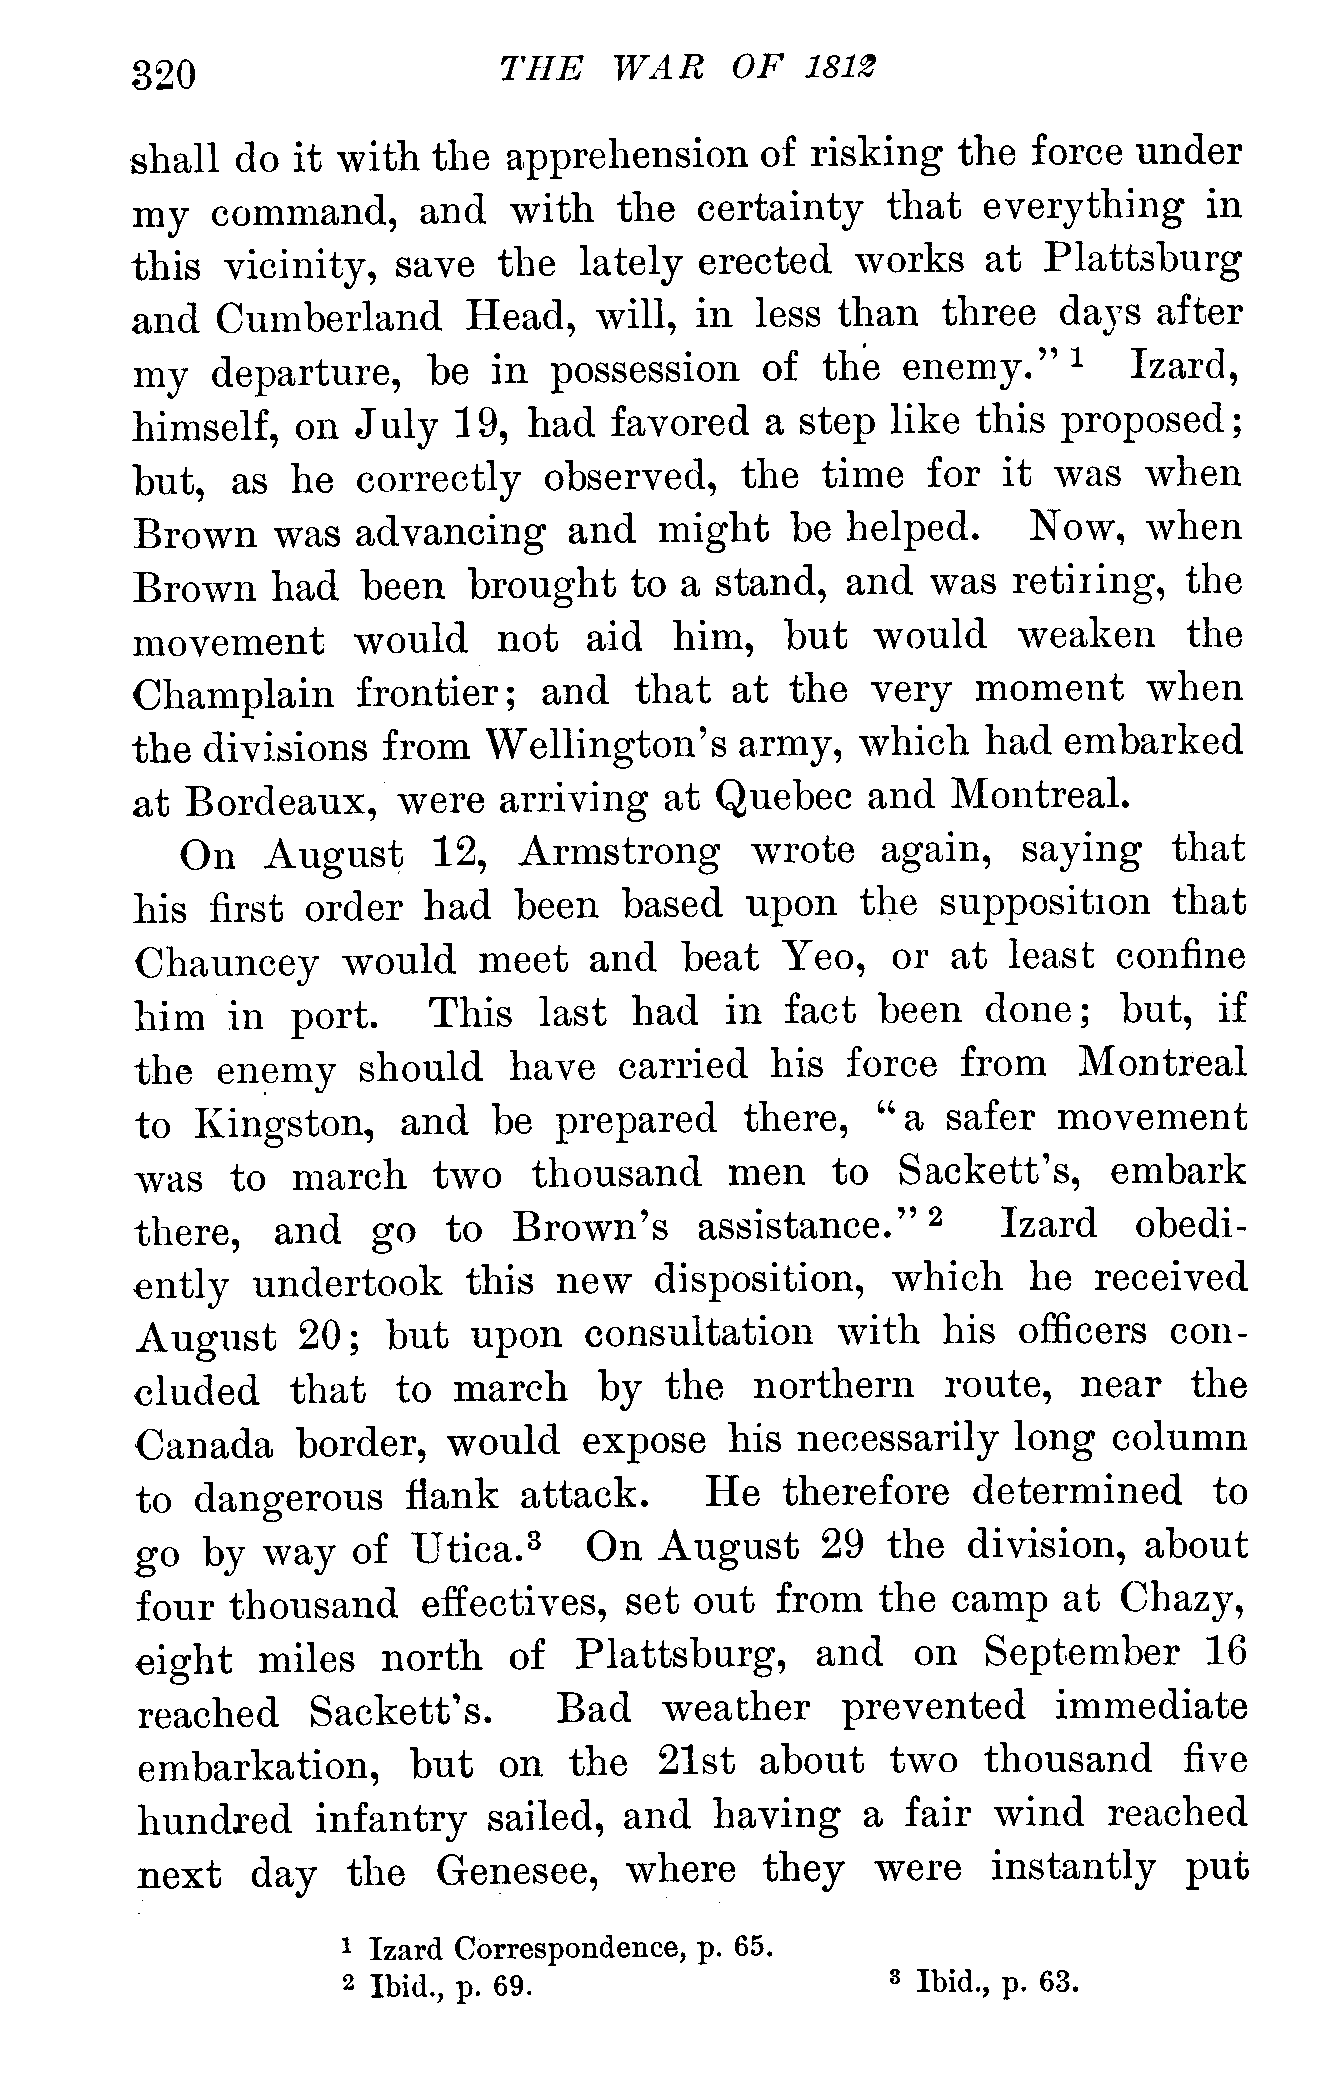 320 THE WAR OF 1812
shall do it with the apprehension of risking the force under
my command, and with the certainty that everything in
this vicinity, save the lately erected works at Plattsburg
and Cumberland Head, will, in less than three days after
my departure, be in possession of the enemy.” ¹ Izard,
himself, on July 19, had favored a step like this proposed;
but, as he correctly observed, the time for it was when
Brown was advancing and might be helped. Now, when
Brown had been brought to a stand, and was retiring, the
movement would not aid him, but would weaken the
Champlain frontier; and that at the very moment when
the divisions from Wellington’s army, which had embarked
at Bordeaux, were arriving at Quebec and Montreal.
On August 12, Armstrong wrote again, saying that
his first order had been based upon the supposition that
Chauncey would meet and beat Yeo, or at least confine
him in port. This last had in fact been done; but, if
the enemy should have carried his force from Montreal
to Kingston, and be prepared there, “a safer movement
was to march two thousand men to Sackett’s, embark
there, and go to Brown’s assistance.” ² Izard obedi-
ently undertook this new disposition, which he received
August 20; but upon consultation with his officers con-
cluded that to march by the northern route, near the
Canada border, would expose his necessarily long column
to dangerous flank attack. He therefore determined to
go by way of Utica.³ On August 29 the division, about
four thousand effectives, set out from the camp at Chazy,
eight miles north of Plattsburg, and on September 16
reached Sackett’s. Bad weather prevented immediate
embarkation, but on the 21st about two thousand five
hundred infantry sailed, and having a fair wind reached
next day the Genesee, where they were instantly put
¹ Izard Correspondence, p. 65.
² Ibid., p. 69. ³ Ibid., p. 63.